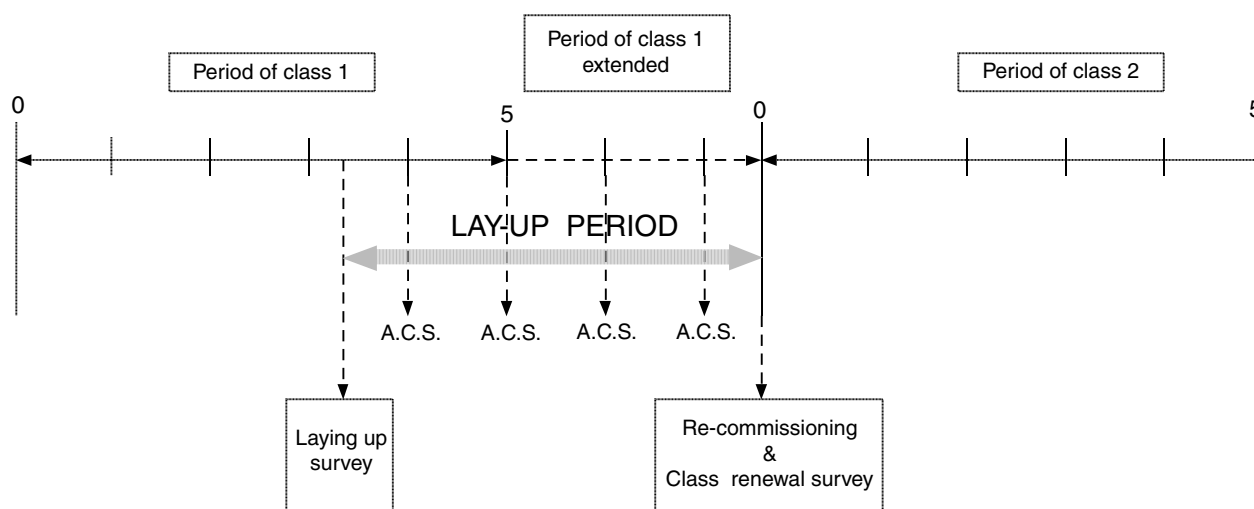 Period of class 1
Period of class 1
extended
Period of class 2
0
5
0
5
LAY-UP PERIOD
A.C.S.
A.C.S.
A.C.S.
A.C.S.
Laying up
survey
Re-commissioning
&
Class renewal survey